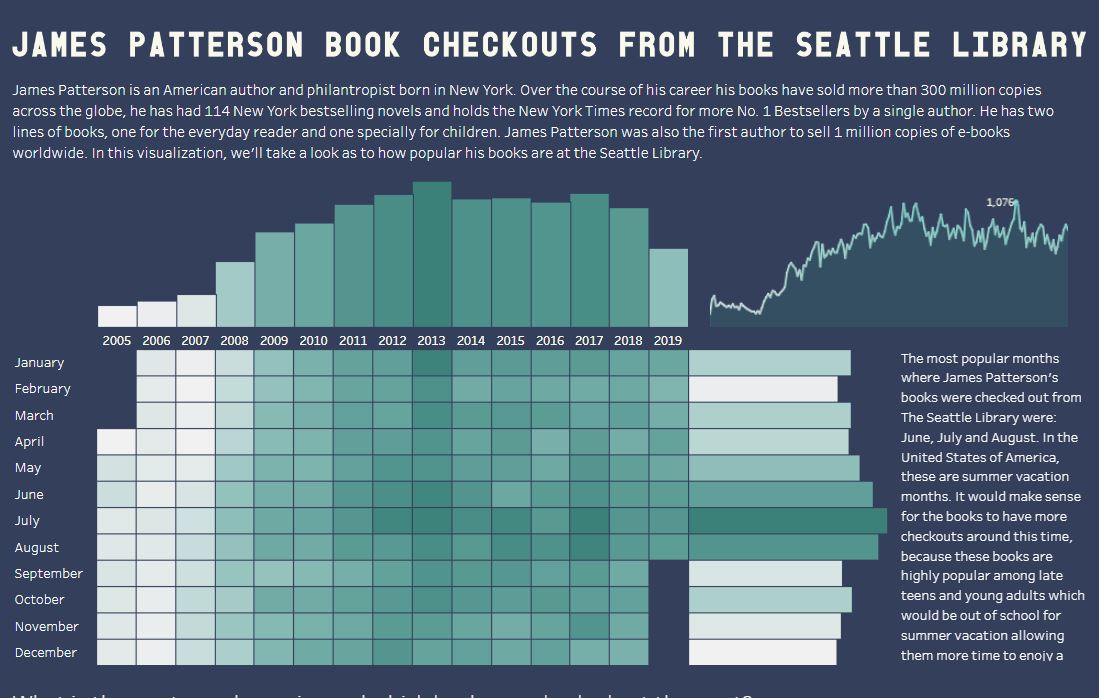 JAMES PATTERSON BOOK CHECKOUTS FROM THE SEATTLE LIBRARY
James Patterson is an American author and philantropist born in New York. Over the course of his career his books have sold more than 300 million copies
across the globe, he has had 114 New York bestselling novels and holds the New York Times record for more No. 1 Bestsellers by a single author. He has two
lines of books, one for the everyday reader and one specially for children. James Patterson was also the first author to sell 1 million copies of e-books
worldwide. In this visualization, we'll take a look as to how popular his books are at the Seattle Library.
1,076
2005 2006 2007 2008 2009 2010 2011 2012 2013 2014 2015 2016 2017 2018 2019
January
February
March
April
May
June
July
August
September
October
November
December
The most popular months
where James Patterson's
books were checked out from
The Seattle Library were:
June, July and August. In the
United States of America,
these are summer vacation
months. It would make sense
for the books to have more
checkouts around this time,
because these books are
highly popular among late
teens and young adults which
would be out of school for
summer vacation allowing
them more time to enjoy a